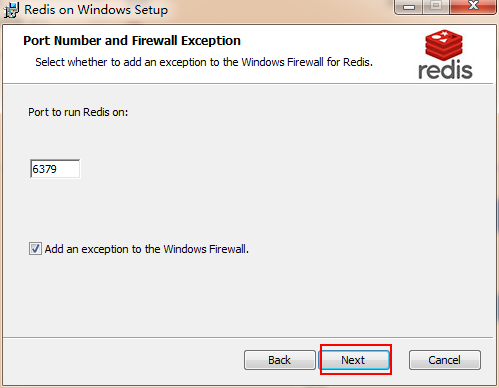 Redis on Windows Setup
Port Number and Firewall Exception
Select whether to add an exception to the Windows Firewall for Redis.
redis
Port to run Redis on:
6379
Add an exception to the Windows Firewall.
Back Next Cancel